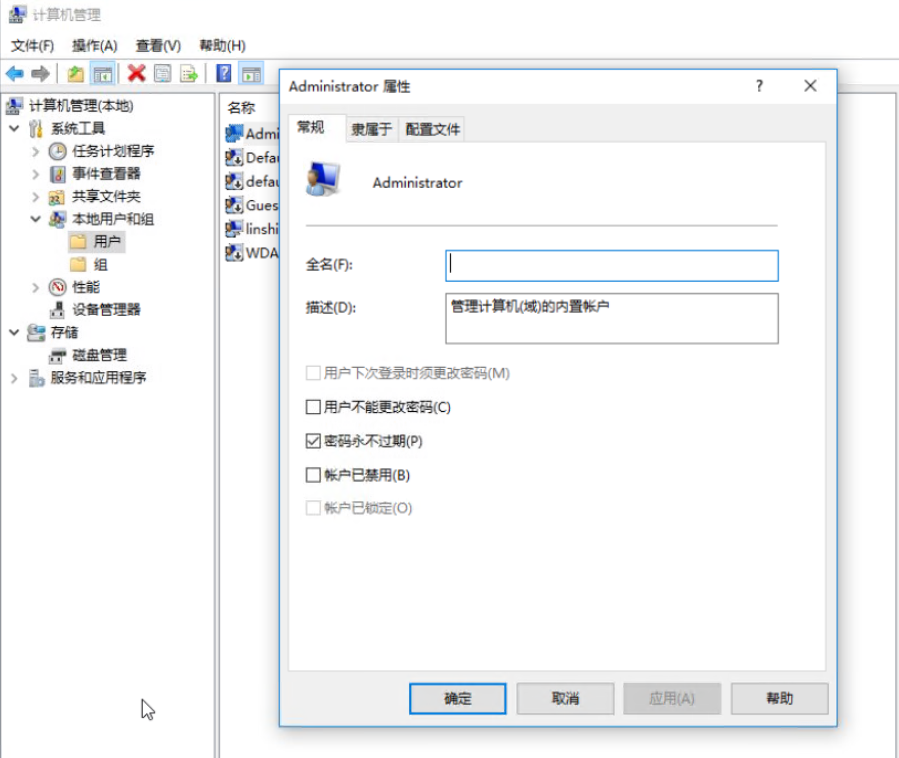 计算机管理
文件(F) 操作(A) 查看(V) 帮助(H)
计算机管理(本地)
系统工具
任务计划程序
事件查看器
共享文件夹
本地用户和组
用户
组
性能
设备管理器
存储
磁盘管理
服务和应用程序
名称
Admi
Defau
defau
Gues
linshi
WDA
Administrator 属性
常规 隶属于 配置文件
Administrator
全名(F):
描述(D): 管理计算机(域)的内置帐户
用户下次登录时须更改密码(M)
用户不能更改密码(C)
密码永不过期(P)
帐户已禁用(B)
帐户已锁定(O)
确定 取消 应用(A) 帮助